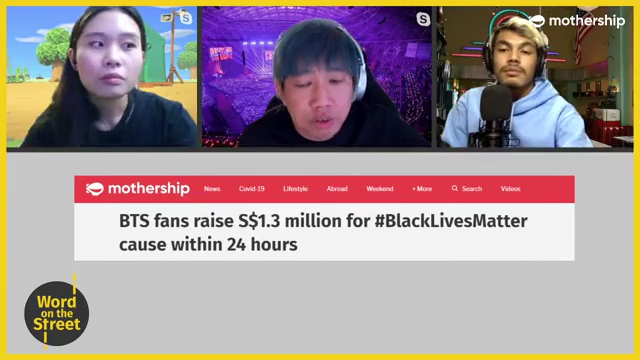 mothership
mothership
News
Covid-19
Lifestyle
Abroad
Weekend
+ More
Search
Videos
BTS fans raise S$1.3 million for #BlackLivesMatter
cause within 24 hours
Word
on the
Street